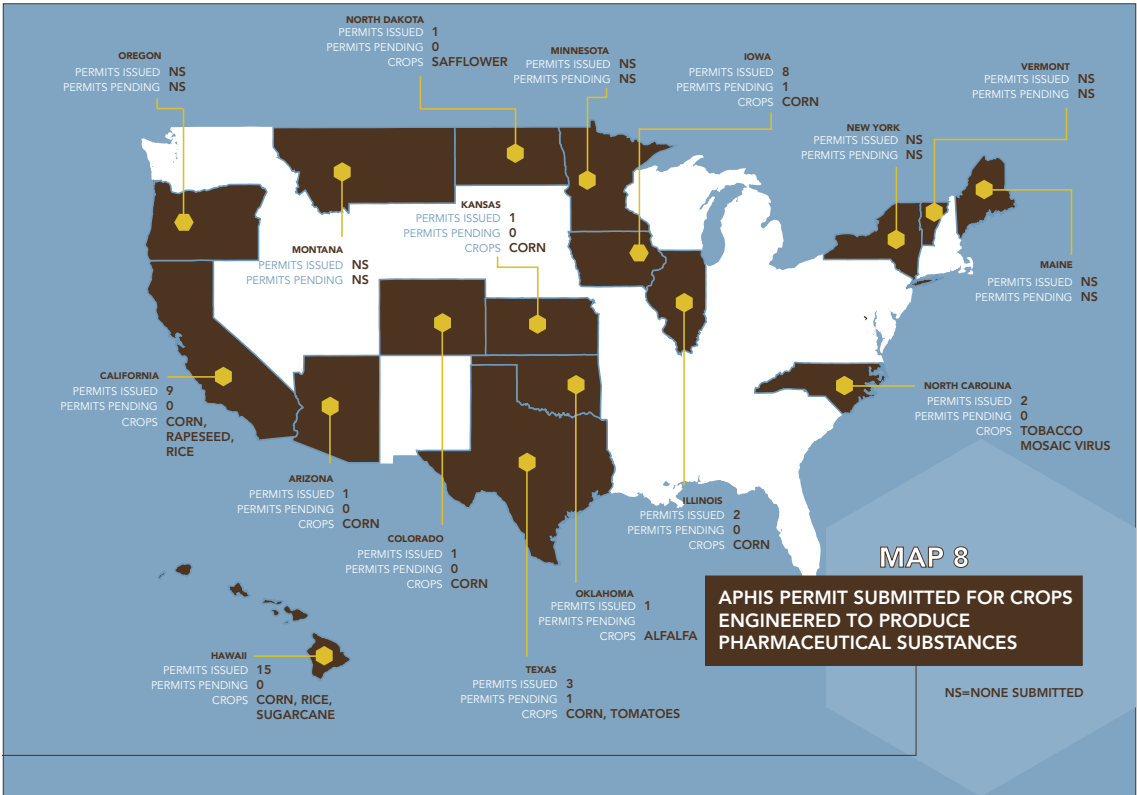 NORTH DAKOTA
PERMITS ISSUED 1
PERMITS PENDING 0
CROPS SAFFLOWER
OREGON
PERMITS ISSUED NS
PERMITS PENDING NS
MINNESOTA
PERMITS ISSUED NS
PERMITS PENDING NS
IOWA
PERMITS ISSUED 8
PERMITS PENDING 1
CROPS CORN
VERMONT
PERMITS ISSUED NS
PERMITS PENDING NS
NEW YORK
PERMITS ISSUED NS
PERMITS PENDING NS
KANSAS
PERMITS ISSUED 1
PERMITS PENDING 0
CROPS CORN
MONTANA
PERMITS ISSUED NS
PERMITS PENDING NS
MAINE
PERMITS ISSUED NS
PERMITS PENDING NS
CALIFORNIA
PERMITS ISSUED 9
PERMITS PENDING 0
CROPS CORN,
RAPESEED,
RICE
NORTH CAROLINA
PERMITS ISSUED 2
PERMITS PENDING 0
CROPS TOBACCO
MOSAIC VIRUS
ARIZONA
PERMITS ISSUED 1
PERMITS PENDING 0
CROPS CORN
ILLINOIS
PERMITS ISSUED 2
PERMITS PENDING 0
CROPS CORN
COLORADO
PERMITS ISSUED 1
PERMITS PENDING 0
CROPS CORN
OKLAHOMA
PERMITS ISSUED 1
PERMITS PENDING
CROPS ALFALFA
HAWAII
PERMITS ISSUED 15
PERMITS PENDING 0
CROPS CORN, RICE,
SUGARCANE
TEXAS
PERMITS ISSUED 3
PERMITS PENDING 1
CROPS CORN, TOMATOES
MAP 8
APHIS PERMIT SUBMITTED FOR CROPS
ENGINEERED TO PRODUCE
PHARMACEUTICAL SUBSTANCES
NS=NONE SUBMITTED